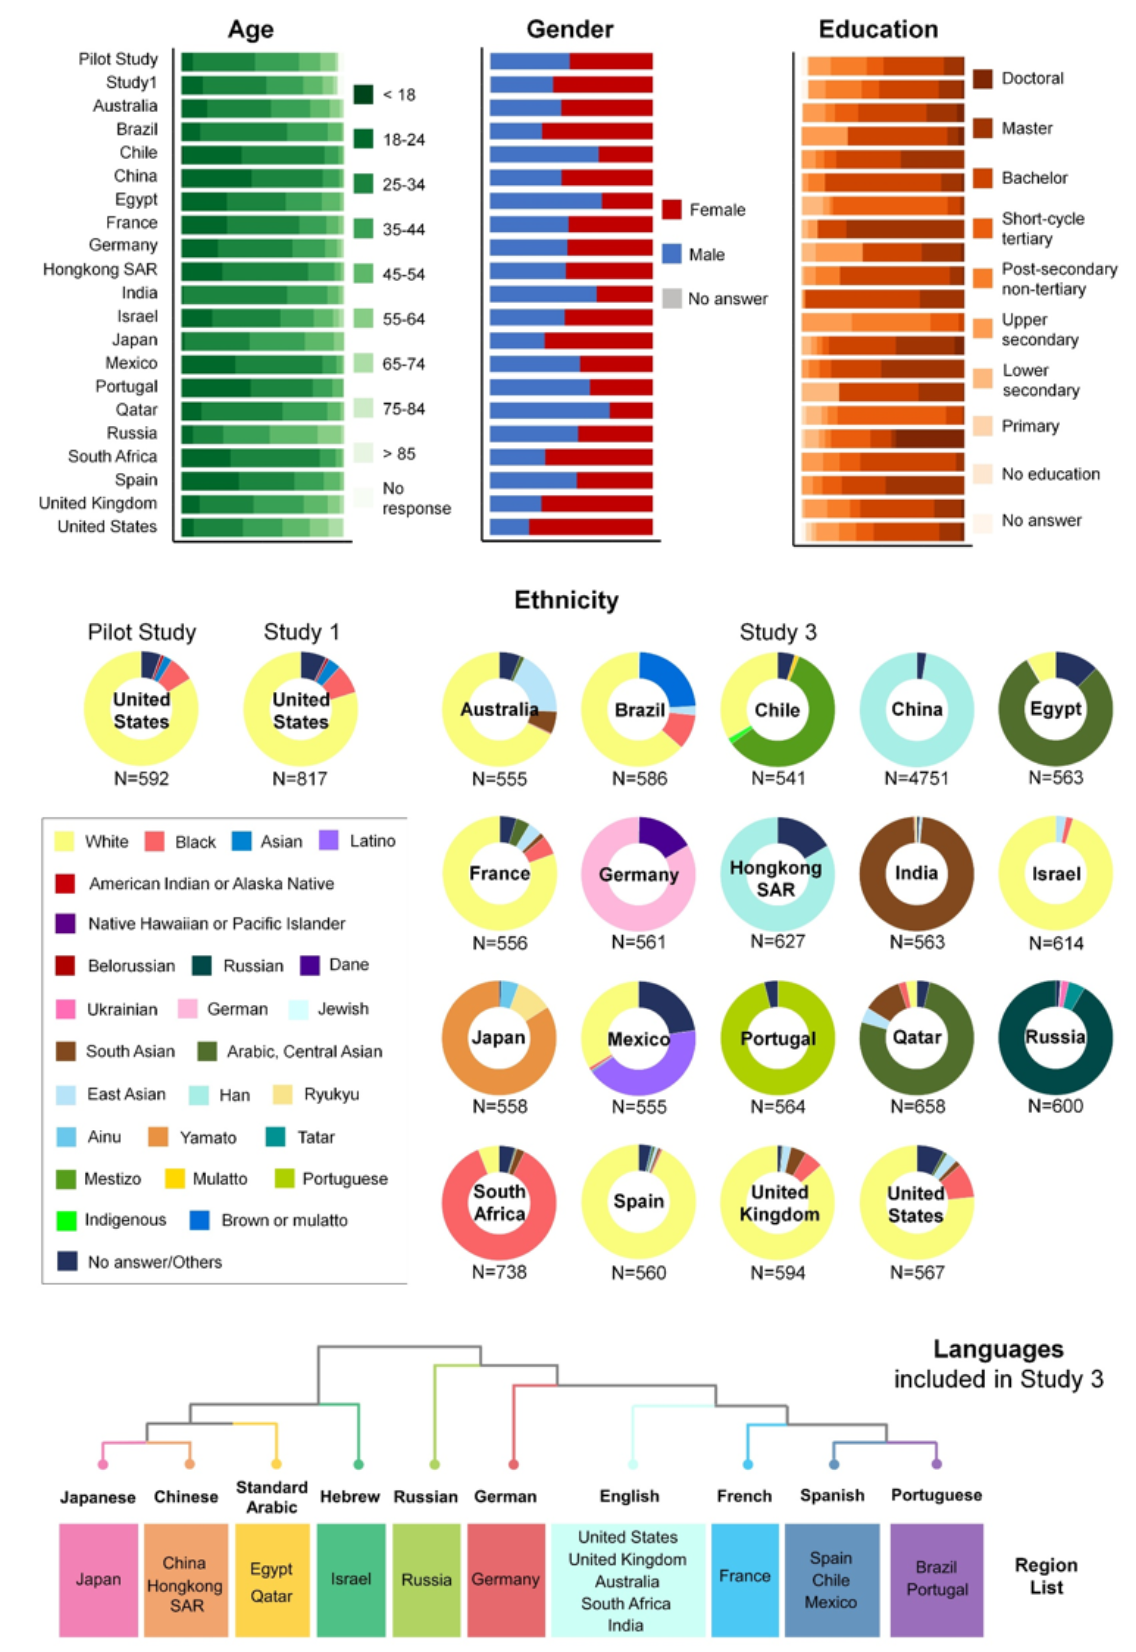 Age
Gender
Education
Pilot Study
Study1
Australia
Brazil
Chile
China
Egypt
France
Germany
Hongkong SAR
India
Israel
Japan
Mexico
Portugal
Qatar
Russia
South Africa
Spain
United Kingdom
United States
< 18
18-24
25-34
35-44
45-54
55-64
65-74
75-84
> 85
No
response
Female
Male
No answer
Doctoral
Master
Bachelor
Short-cycle
tertiary
Post-secondary
non-tertiary
Upper
secondary
Lower
secondary
Primary
No education
No answer
Ethnicity
Pilot Study
Study 1
Study 3
United
States
N=592
United
States
N=817
Australia
N=555
Brazil
N=586
Chile
N=541
China
N=4751
Egypt
N=563
France
N=556
Germany
N=561
Hongkong
SAR
N=627
India
N=563
Israel
N=614
Japan
N=558
Mexico
N=555
Portugal
N=564
Qatar
N=658
Russia
N=600
South
Africa
N=738
Spain
N=560
United
Kingdom
N=594
United
States
N=567
White Black Asian Latino
American Indian or Alaska Native
Native Hawaiian or Pacific Islander
Belorussian Russian Dane
Ukrainian German Jewish
South Asian Arabic, Central Asian
East Asian Han Ryukyu
Ainu Yamato Tatar
Mestizo Mulatto Portuguese
Indigenous Brown or mulatto
No answer/Others
Languages
included in Study 3
Japanese
Chinese
Standard
Arabic
Hebrew
Russian
German
English
French
Spanish
Portuguese
Japan
China
Hongkong
SAR
Egypt
Qatar
Israel
Russia
Germany
United States
United Kingdom
Australia
South Africa
India
France
Spain
Chile
Mexico
Brazil
Portugal
Region
List